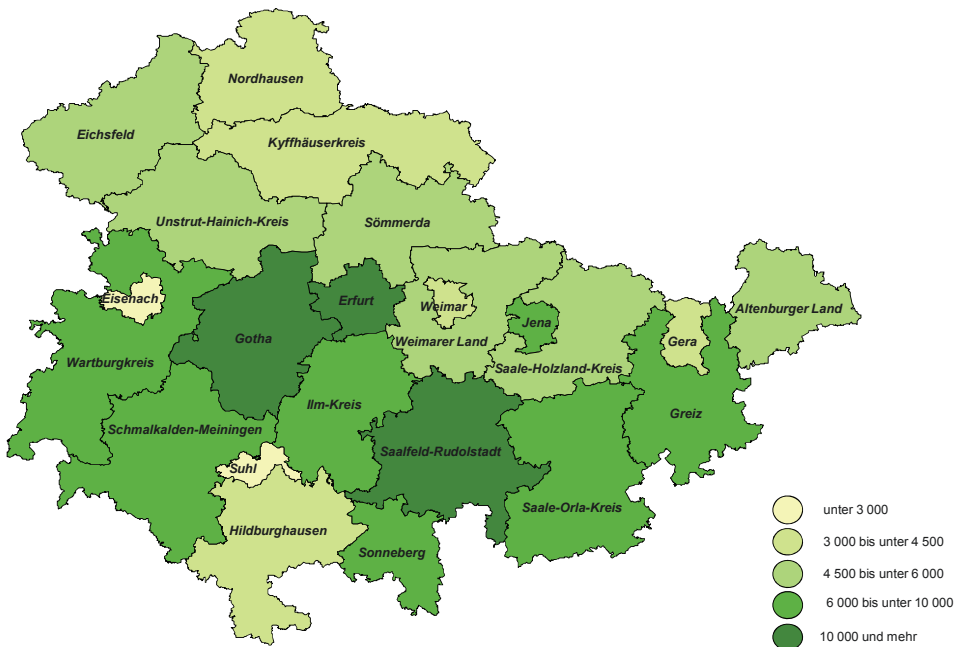 Nordhausen
Eichsfeld
Kyffhäuserkreis
Unstrut-Hainich-Kreis
Sömmerda
Eisenach
Erfurt
Weimar
Jena
Altenburger Land
Gotha
Weimarer Land
Gera
Wartburgkreis
Saale-Holzland-Kreis
Ilm-Kreis
Greiz
Schmalkalden-Meiningen
Saalfeld-Rudolstadt
Suhl
Saale-Orla-Kreis
Hildburghausen
Sonneberg
unter 3 000
3 000 bis unter 4 500
4 500 bis unter 6 000
6 000 bis unter 10 000
10 000 und mehr